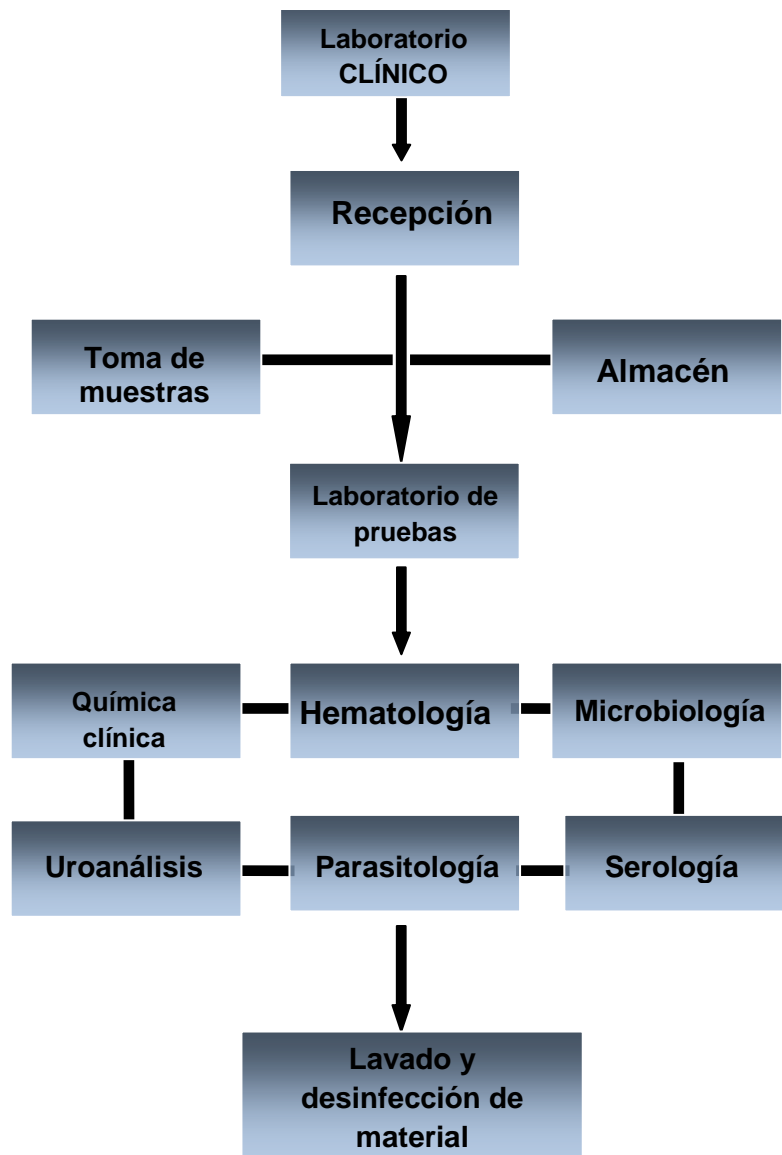 Laboratorio
CLÍNICO
Recepción
Toma de
muestras
Almacén
Laboratorio de
pruebas
Química
clínica
Hematología
Microbiología
Uroanálisis
Parasitología
Serología
Lavado y
desinfección de
material